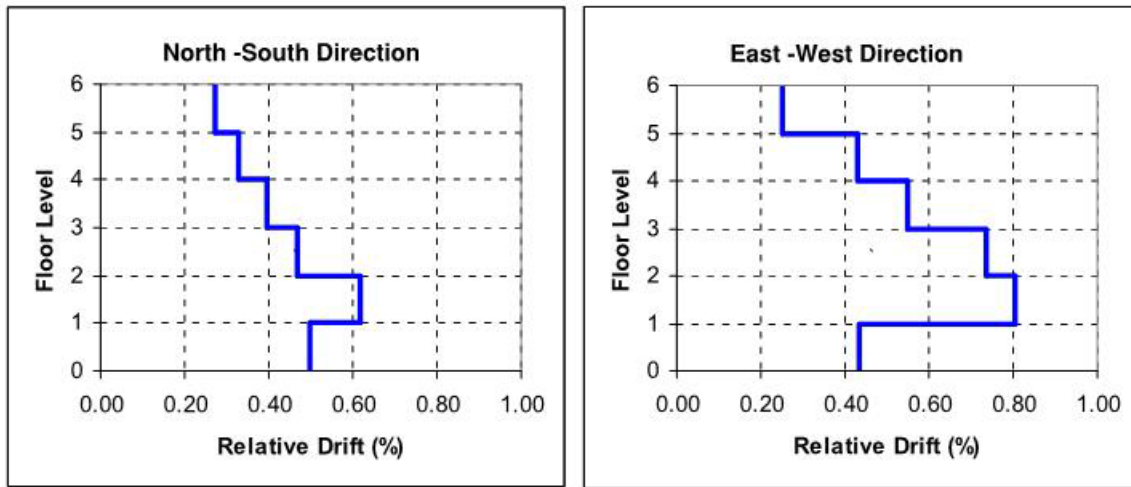 North -South Direction
6
5
4
3
2
1
0
Floor Level
0.00 0.20 0.40 0.60 0.80 1.00
Relative Drift (%)
East -West Direction
6
5
4
3
2
1
0
Floor Level
0.00 0.20 0.40 0.60 0.80 1.00
Relative Drift (%)